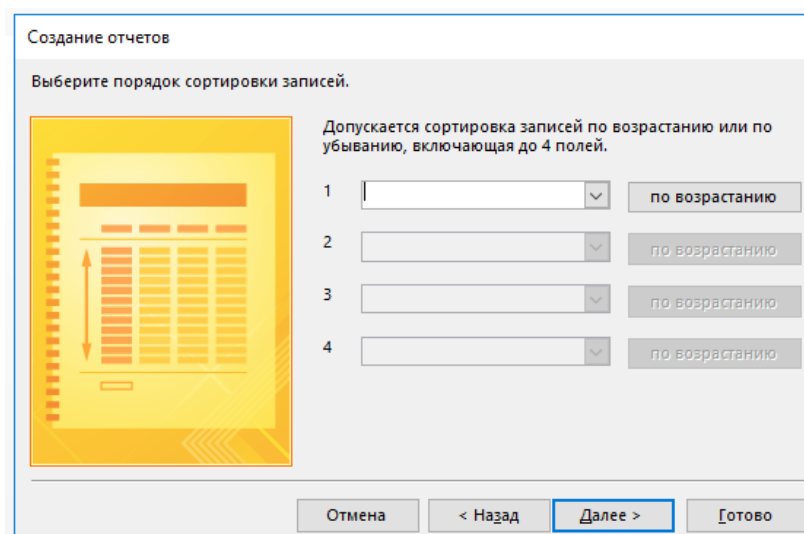 Создание отчетов
Выберите порядок сортировки записей.
Допускается сортировка записей по возрастанию или по
убыванию, включающая до 4 полей.
1 по возрастанию
2 по возрастанию
3 по возрастанию
4 по возрастанию
Отмена < Назад Далее > Готово